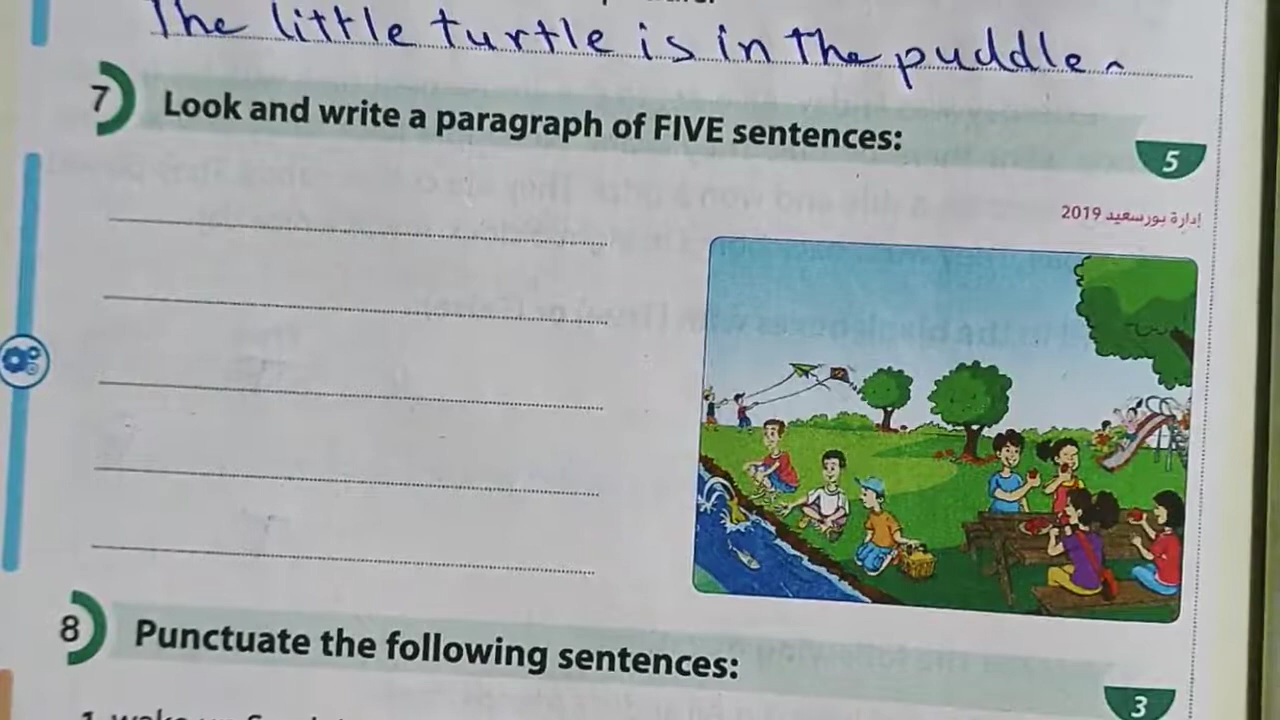 The little turtle is in the puddle.
7 Look and write a paragraph of FIVE sentences:
5
إدارة بورسعيد 2019
8 Punctuate the following sentences:
3